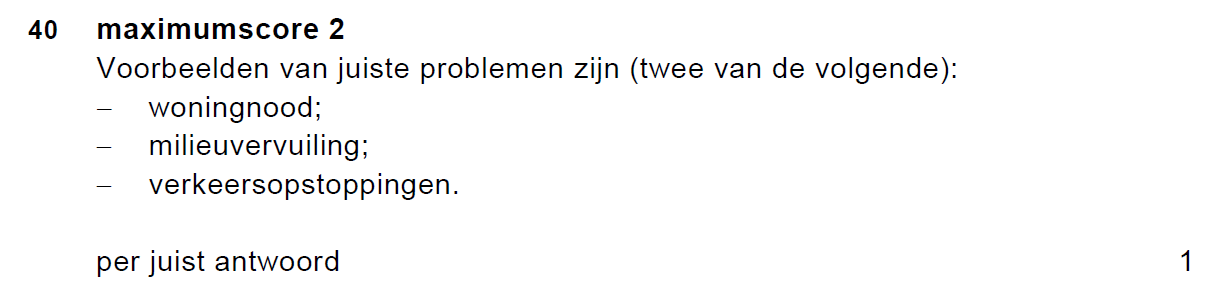 40 maximumscore 2
Voorbeelden van juiste problemen zijn (twee van de volgende):
− woningnood;
− milieuvervuiling;
− verkeersopstoppingen.
per juist antwoord 1